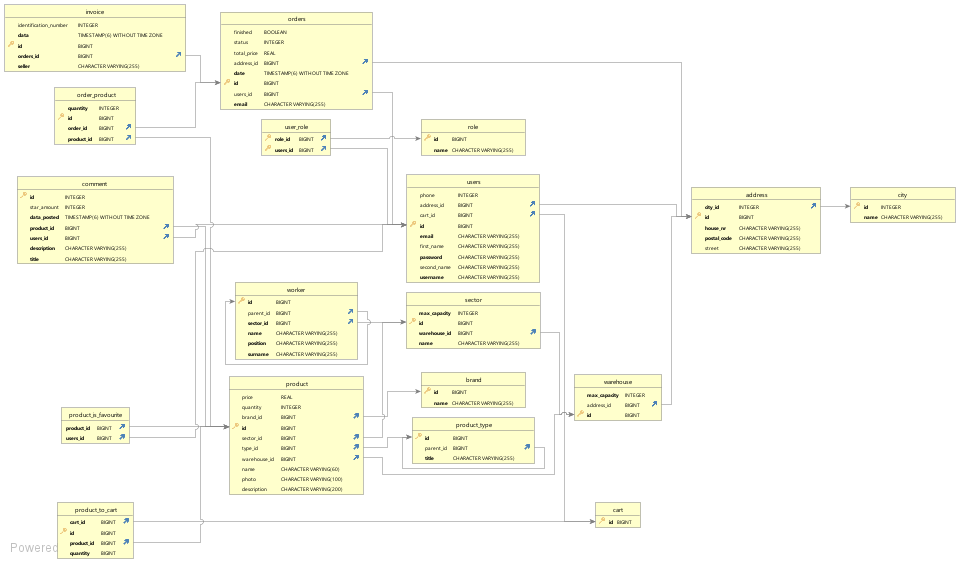 invoice
identification_number INTEGER
data TIMESTAMP(6) WITHOUT TIME ZONE
id BIGINT
orders_id BIGINT
seller CHARACTER VARYING(255)
orders
finished BOOLEAN
status INTEGER
total_price REAL
address_id BIGINT
date TIMESTAMP(6) WITHOUT TIME ZONE
id BIGINT
users_id BIGINT
email CHARACTER VARYING(255)
order_product
quantity INTEGER
id BIGINT
order_id BIGINT
product_id BIGINT
user_role
role_id BIGINT
users_id BIGINT
role
id BIGINT
name CHARACTER VARYING(255)
comment
id BIGINT
star_amount INTEGER
data_posted TIMESTAMP(6) WITHOUT TIME ZONE
product_id BIGINT
users_id BIGINT
description CHARACTER VARYING(255)
title CHARACTER VARYING(255)
users
phone INTEGER
address_id BIGINT
cart_id BIGINT
id BIGINT
email CHARACTER VARYING(255)
first_name CHARACTER VARYING(255)
password CHARACTER VARYING(255)
second_name CHARACTER VARYING(255)
username CHARACTER VARYING(255)
address
city_id INTEGER
id BIGINT
house_nr CHARACTER VARYING(255)
postal_code CHARACTER VARYING(255)
street CHARACTER VARYING(255)
city
id INTEGER
name CHARACTER VARYING(255)
worker
id BIGINT
parent_id BIGINT
sector_id BIGINT
name CHARACTER VARYING(255)
position CHARACTER VARYING(255)
surname CHARACTER VARYING(255)
sector
max_capacity INTEGER
id BIGINT
warehouse_id BIGINT
name CHARACTER VARYING(255)
product
price REAL
quantity INTEGER
brand_id BIGINT
id BIGINT
sector_id BIGINT
type_id BIGINT
warehouse_id BIGINT
name CHARACTER VARYING(60)
photo CHARACTER VARYING(100)
description CHARACTER VARYING(200)
brand
id BIGINT
name CHARACTER VARYING(255)
warehouse
max_capacity INTEGER
address_id BIGINT
id BIGINT
product_is_favourite
product_id BIGINT
users_id BIGINT
product_type
id BIGINT
parent_id BIGINT
title CHARACTER VARYING(255)
product_to_cart
cart_id BIGINT
id BIGINT
product_id BIGINT
quantity BIGINT
cart
id BIGINT
Powered